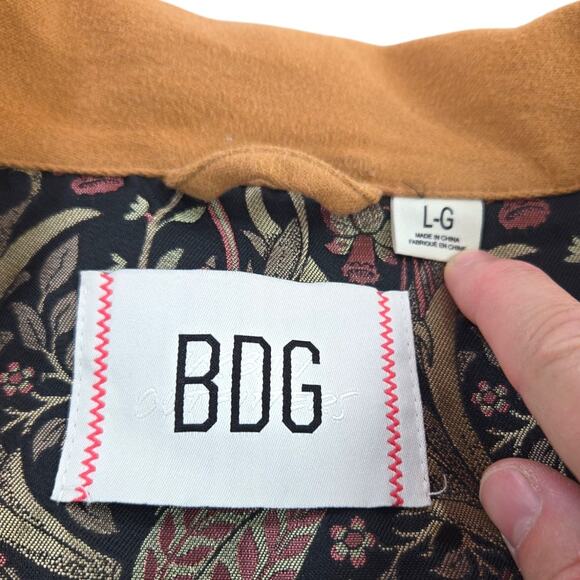 L-G
MADE IN CHINA
FABRIQUÉ EN CHINE
BDG